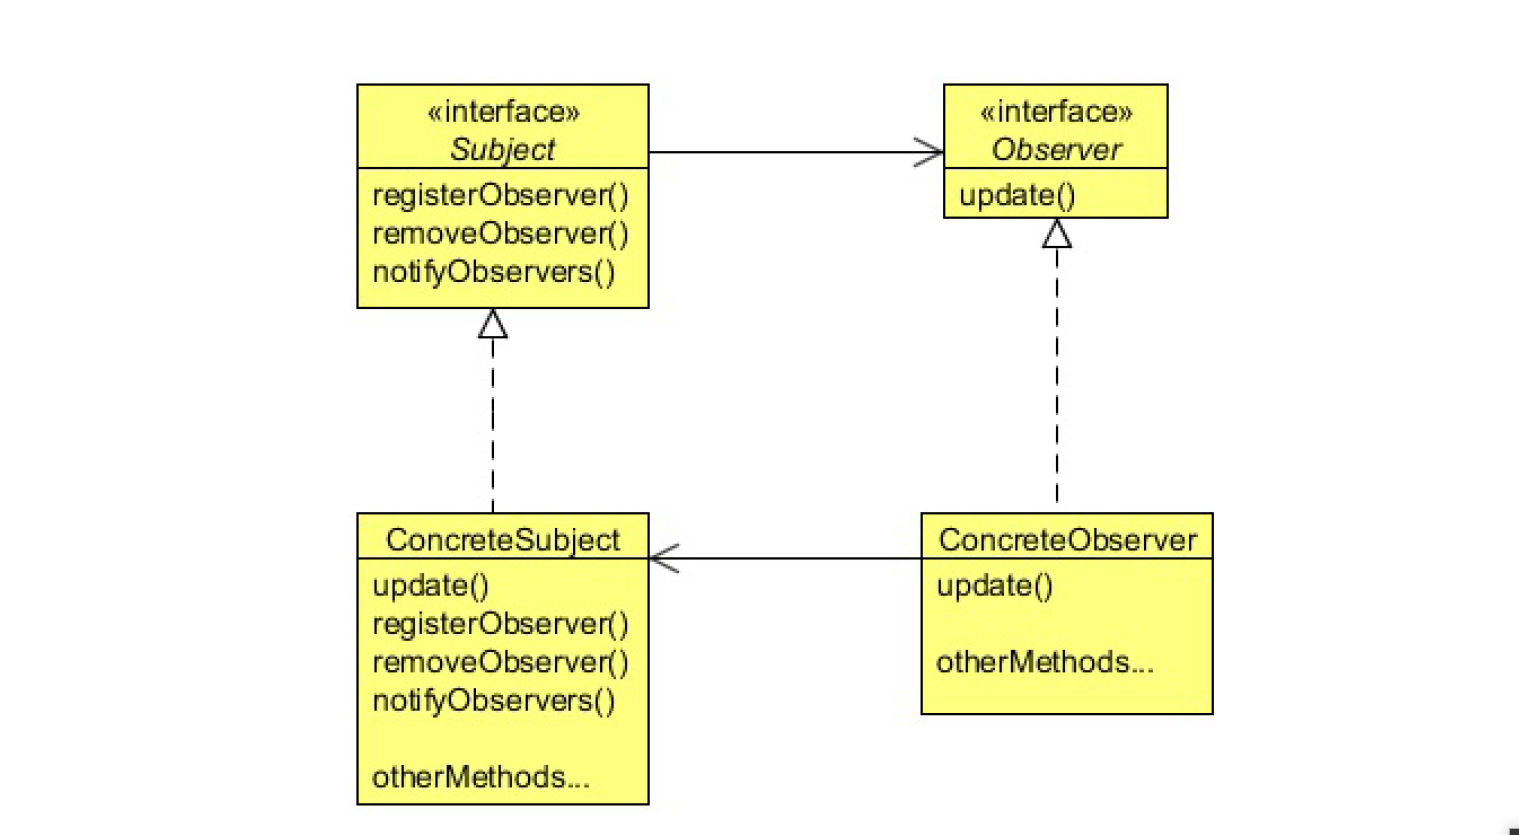 «interface»
Subject
registerObserver()
removeObserver()
notifyObservers()
«interface»
Observer
update()
ConcreteSubject
update()
registerObserver()
removeObserver()
notifyObservers()
otherMethods...
ConcreteObserver
update()
otherMethods...